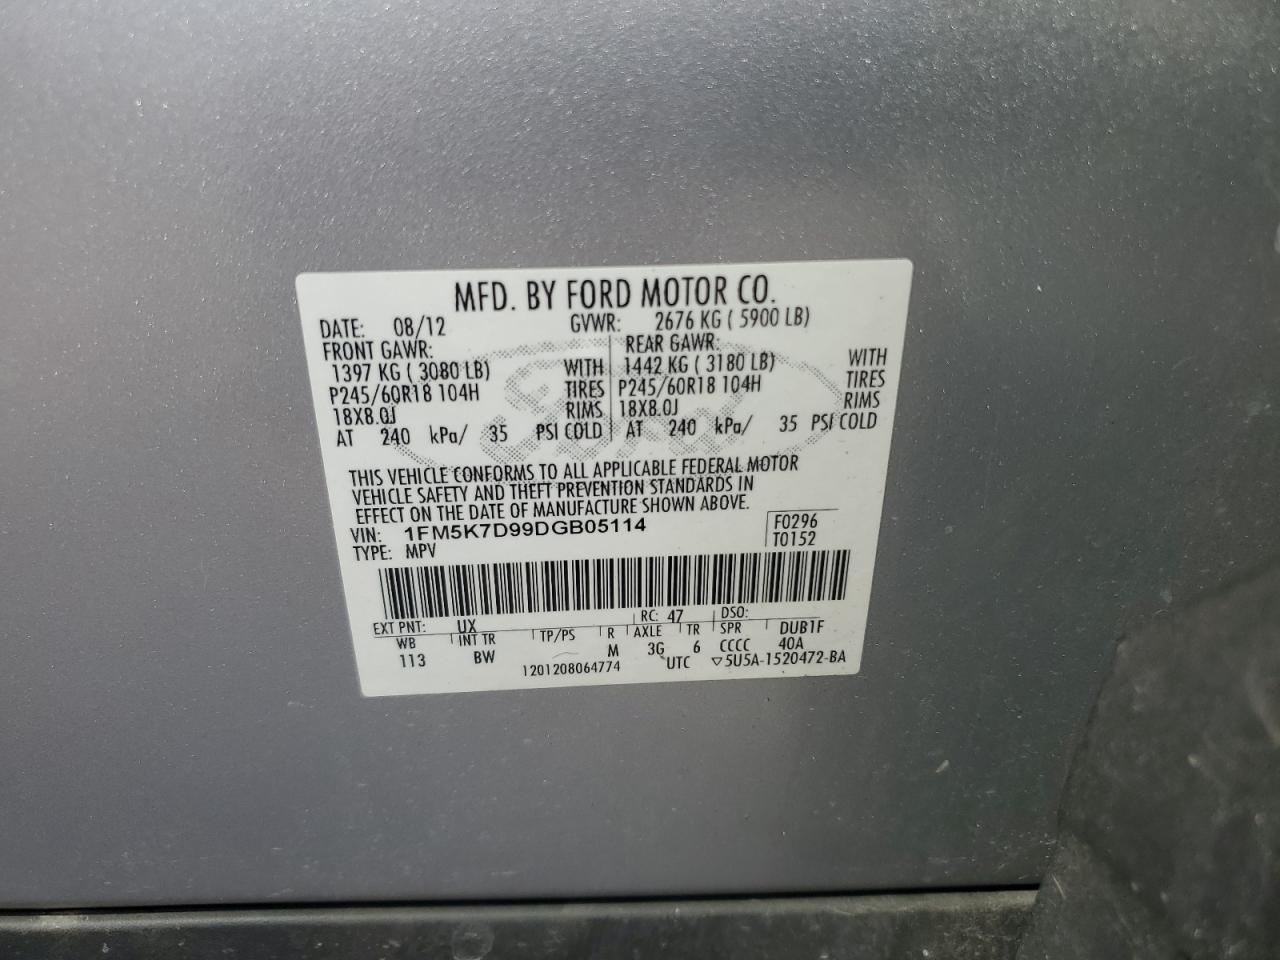 MFD. BY FORD MOTOR CO.
DATE: 08/12 GVWR: 2676 KG ( 5900 LB)
FRONT GAWR: REAR GAWR:
1397 KG ( 3080 LB) WITH 1442 KG ( 3180 LB) WITH
P245/60R18 104H TIRES P245/60R18 104H TIRES
18X8.0J RIMS 18X8.0J RIMS
AT 240 kPa/ 35 PSI COLD AT 240 kPa/ 35 PSI COLD
THIS VEHICLE CONFORMS TO ALL APPLICABLE FEDERAL MOTOR
VEHICLE SAFETY AND THEFT PREVENTION STANDARDS IN
EFFECT ON THE DATE OF MANUFACTURE SHOWN ABOVE.
VIN: 1FM5K7D99DGB05114 F0296
TYPE: MPV T0152
EXT PNT: UX RC: 47 DSO:
WB INT TR TP/PS R AXLE TR SPR DUB1F
113 BW M 3G 6 CCCC 40A
1201208064774 UTC ▽5U5A-1520472-BA